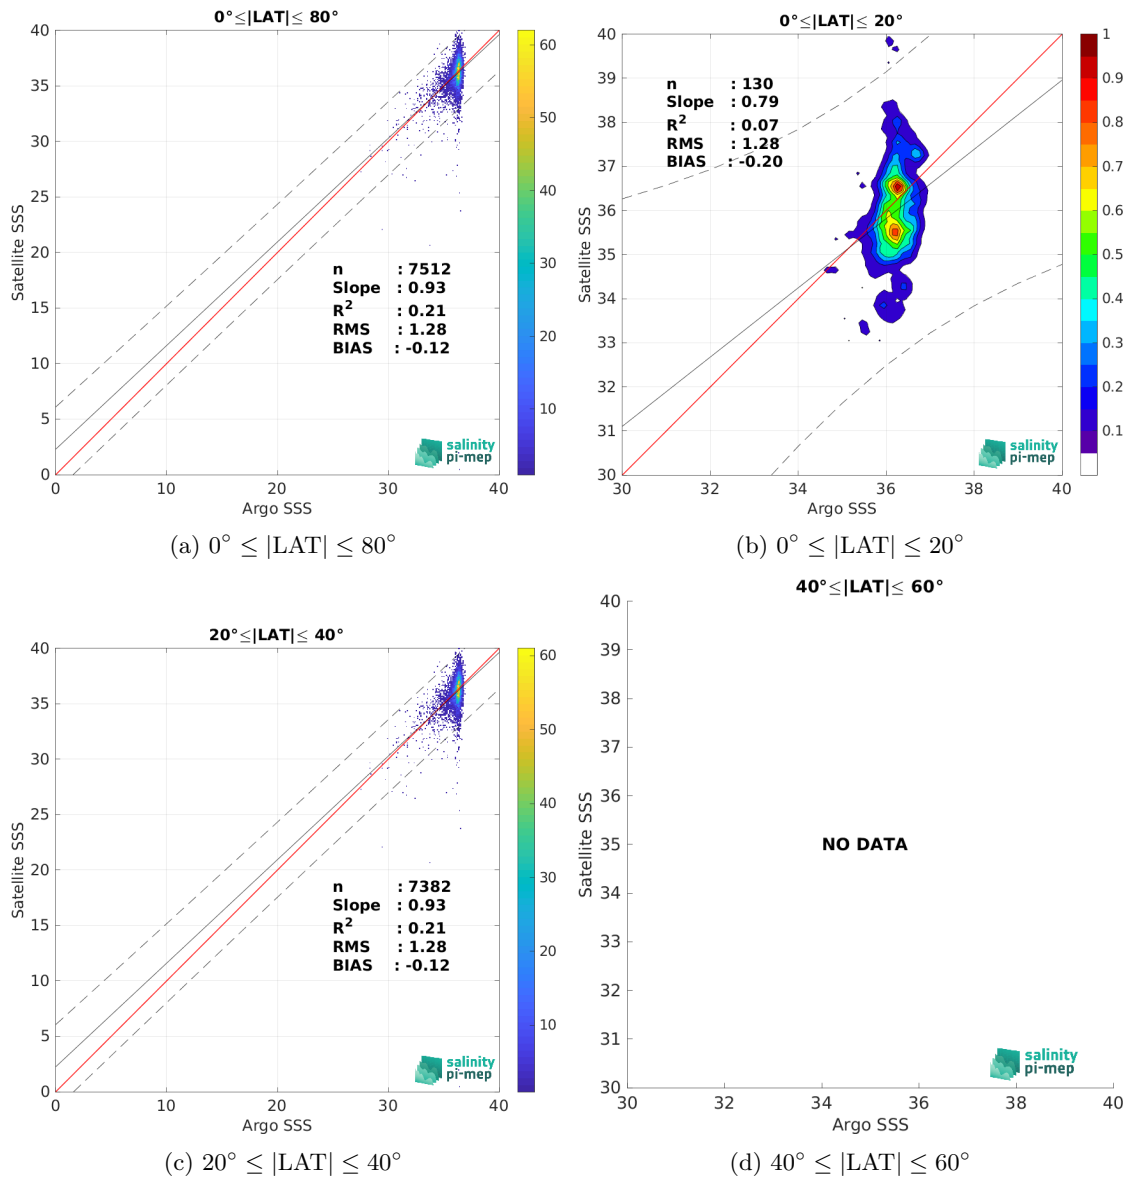 0°≤|LAT|≤ 80°
40
35
30
25
20
15
10
5
0
Satellite SSS
n : 7512
Slope : 0.93
R² : 0.21
RMS : 1.28
BIAS : -0.12
salinity
pi-mep
0 10 20 30 40
Argo SSS
60
50
40
30
20
10
(a) 0° ≤ |LAT| ≤ 80°
0°≤|LAT|≤ 20°
40
39
38
37
36
35
34
33
32
31
30
Satellite SSS
n : 130
Slope : 0.79
R² : 0.07
RMS : 1.28
BIAS : -0.20
salinity
pi-mep
30 32 34 36 38 40
Argo SSS
1
0.9
0.8
0.7
0.6
0.5
0.4
0.3
0.2
0.1
(b) 0° ≤ |LAT| ≤ 20°
20°≤|LAT|≤ 40°
40
35
30
25
20
15
10
5
0
Satellite SSS
n : 7382
Slope : 0.93
R² : 0.21
RMS : 1.28
BIAS : -0.12
salinity
pi-mep
0 10 20 30 40
Argo SSS
60
50
40
30
20
10
(c) 20° ≤ |LAT| ≤ 40°
40°≤|LAT|≤ 60°
40
39
38
37
36
35
34
33
32
31
30
Satellite SSS
NO DATA
salinity
pi-mep
30 32 34 36 38 40
Argo SSS
(d) 40° ≤ |LAT| ≤ 60°